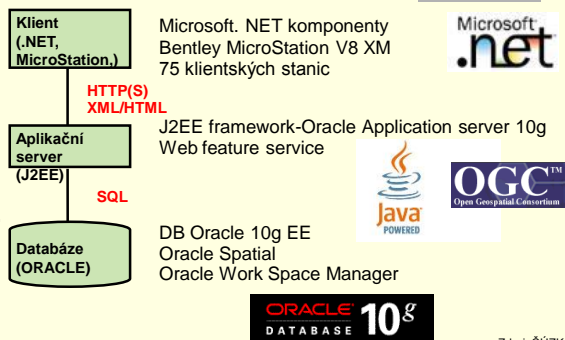 Klient
(.NET,
MicroStation,)
Microsoft. NET komponenty
Bentley MicroStation V8 XM
75 klientských stanic
Microsoft
.net
HTTP(S)
XML/HTML
Aplikační
server
(J2EE)
J2EE framework-Oracle Application server 10g
Web feature service
Java
POWERED
OGC™
Open Geospatial Consortium
SQL
Databáze
(ORACLE)
DB Oracle 10g EE
Oracle Spatial
Oracle Work Space Manager
ORACLE
DATABASE
10g